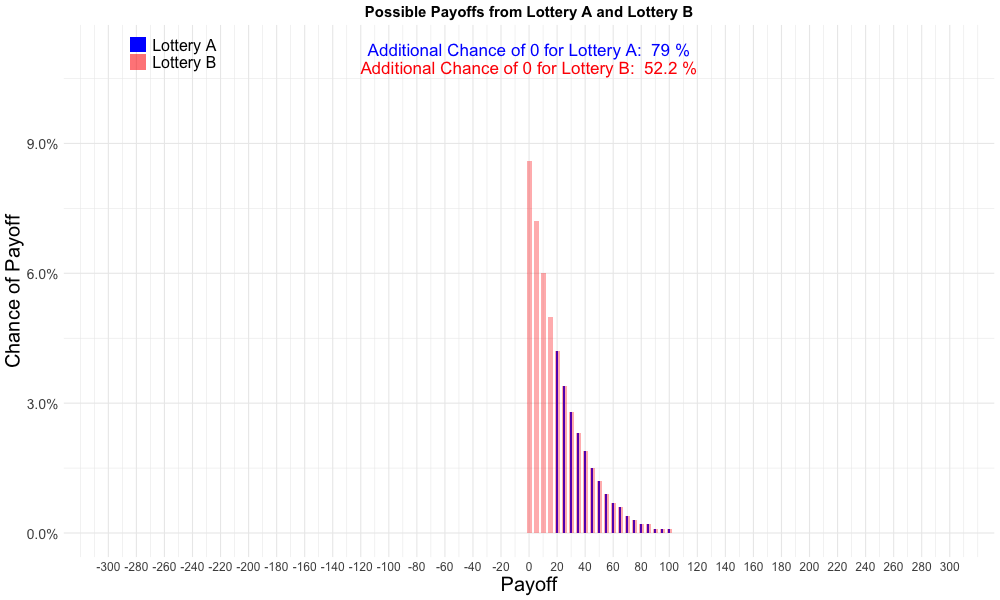 Possible Payoffs from Lottery A and Lottery B
Lottery A
Lottery B
Additional Chance of 0 for Lottery A:  79 %
Additional Chance of 0 for Lottery B:  52.2 %
Chance of Payoff
9.0%
6.0%
3.0%
0.0%
-300 -280 -260 -240 -220 -200 -180 -160 -140 -120 -100 -80 -60 -40 -20 0 20 40 60 80 100 120 140 160 180 200 220 240 260 280 300
Payoff